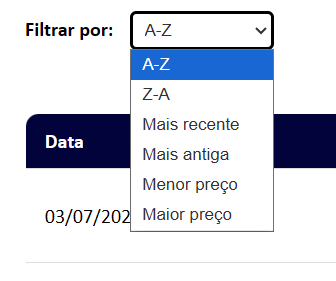 Filtrar por: A-Z
A-Z
Z-A
Mais recente
Data
Mais antiga
Menor preço
03/07/202
Maior preço